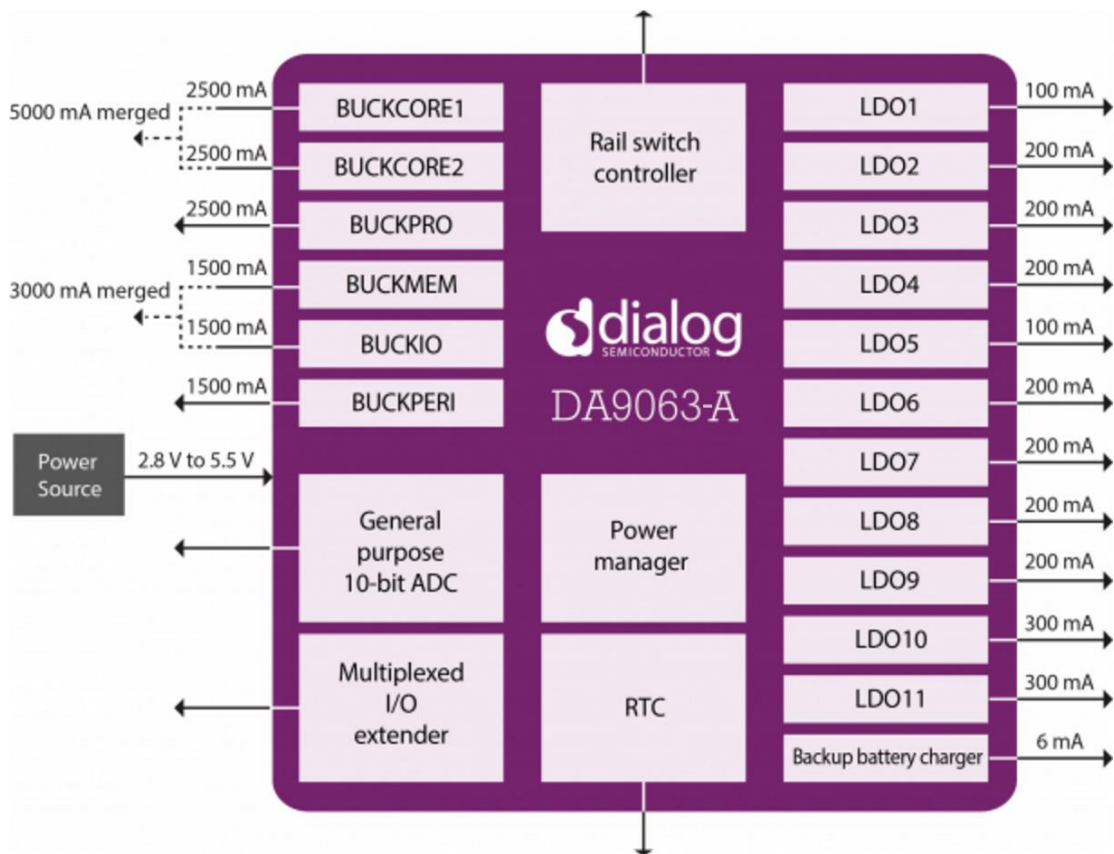 2500 mA
5000 mA merged
2500 mA
2500 mA
1500 mA
3000 mA merged
1500 mA
1500 mA
Power
Source
2.8 V to 5.5 V
BUCKCORE1
BUCKCORE2
BUCKPRO
BUCKMEM
BUCKIO
BUCKPERI
General
purpose
10-bit ADC
Multiplexed
I/O
extender
Rail switch
controller
dialog
SEMICONDUCTOR
DA9063-A
Power
manager
RTC
LDO1
100 mA
LDO2
200 mA
LDO3
200 mA
LDO4
200 mA
LDO5
100 mA
LDO6
200 mA
LDO7
200 mA
LDO8
200 mA
LDO9
200 mA
LDO10
300 mA
LDO11
300 mA
Backup battery charger
6 mA